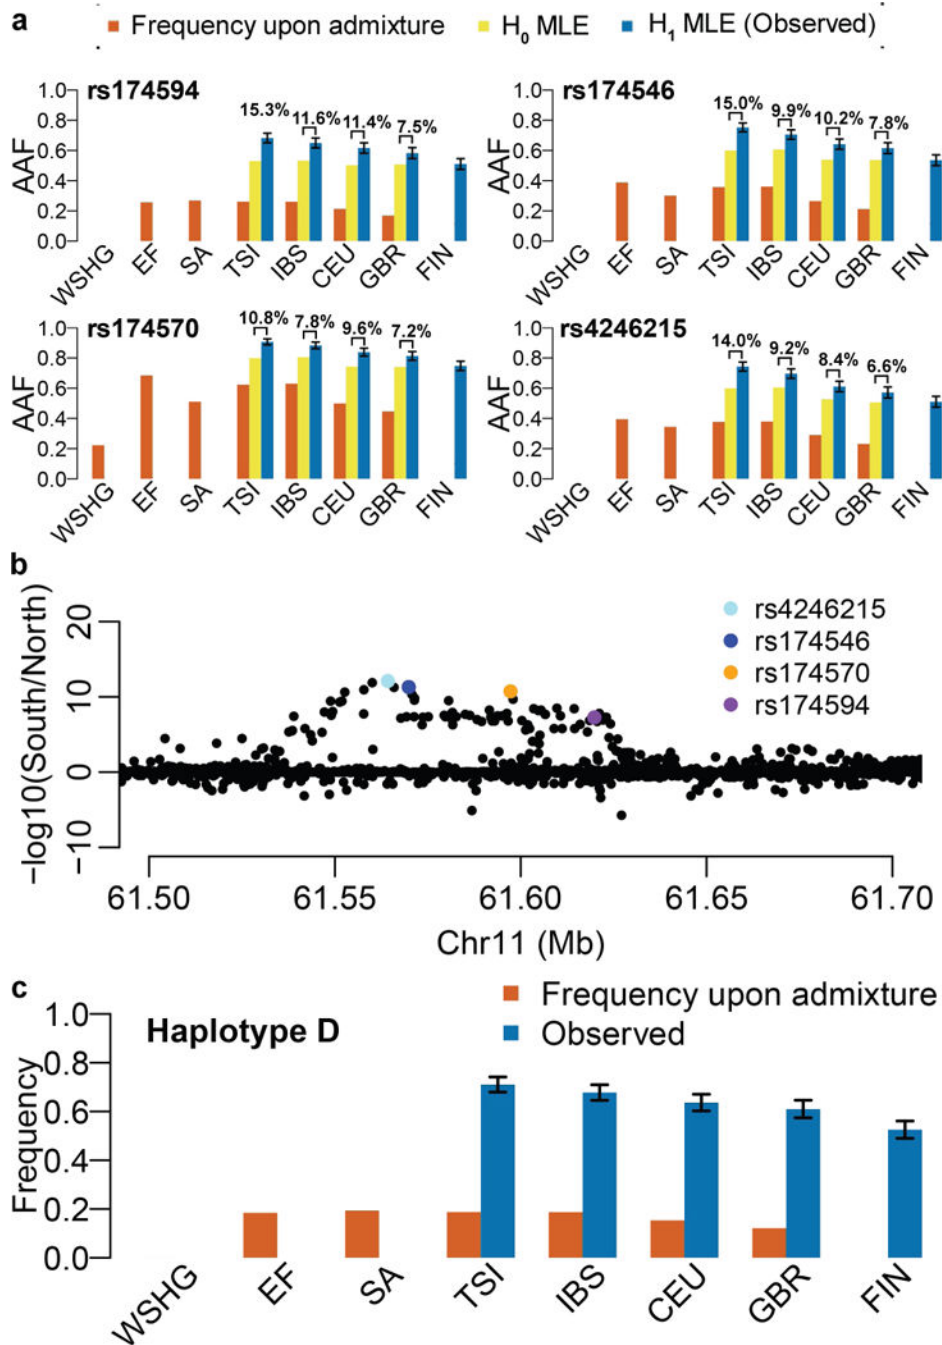 a Frequency upon admixture H0 MLE H1 MLE (Observed)
rs174594
AAF
1.0
0.8
0.6
0.4
0.2
0.0
15.3% 11.6% 11.4% 7.5%
WSHG EF SA TSI IBS CEU GBR FIN
rs174546
AAF
1.0
0.8
0.6
0.4
0.2
0.0
15.0% 9.9% 10.2% 7.8%
WSHG EF SA TSI IBS CEU GBR FIN
rs174570
AAF
1.0
0.8
0.6
0.4
0.2
0.0
10.8% 7.8% 9.6% 7.2%
WSHG EF SA TSI IBS CEU GBR FIN
rs4246215
AAF
1.0
0.8
0.6
0.4
0.2
0.0
14.0% 9.2% 8.4% 6.6%
WSHG EF SA TSI IBS CEU GBR FIN
b
−log10(South/North)
20
10
0
−10
rs4246215
rs174546
rs174570
rs174594
61.50 61.55 61.60 61.65 61.70
Chr11 (Mb)
c
Frequency upon admixture
Observed
Haplotype D
Frequency
1.0
0.8
0.6
0.4
0.2
0.0
WSHG EF SA TSI IBS CEU GBR FIN